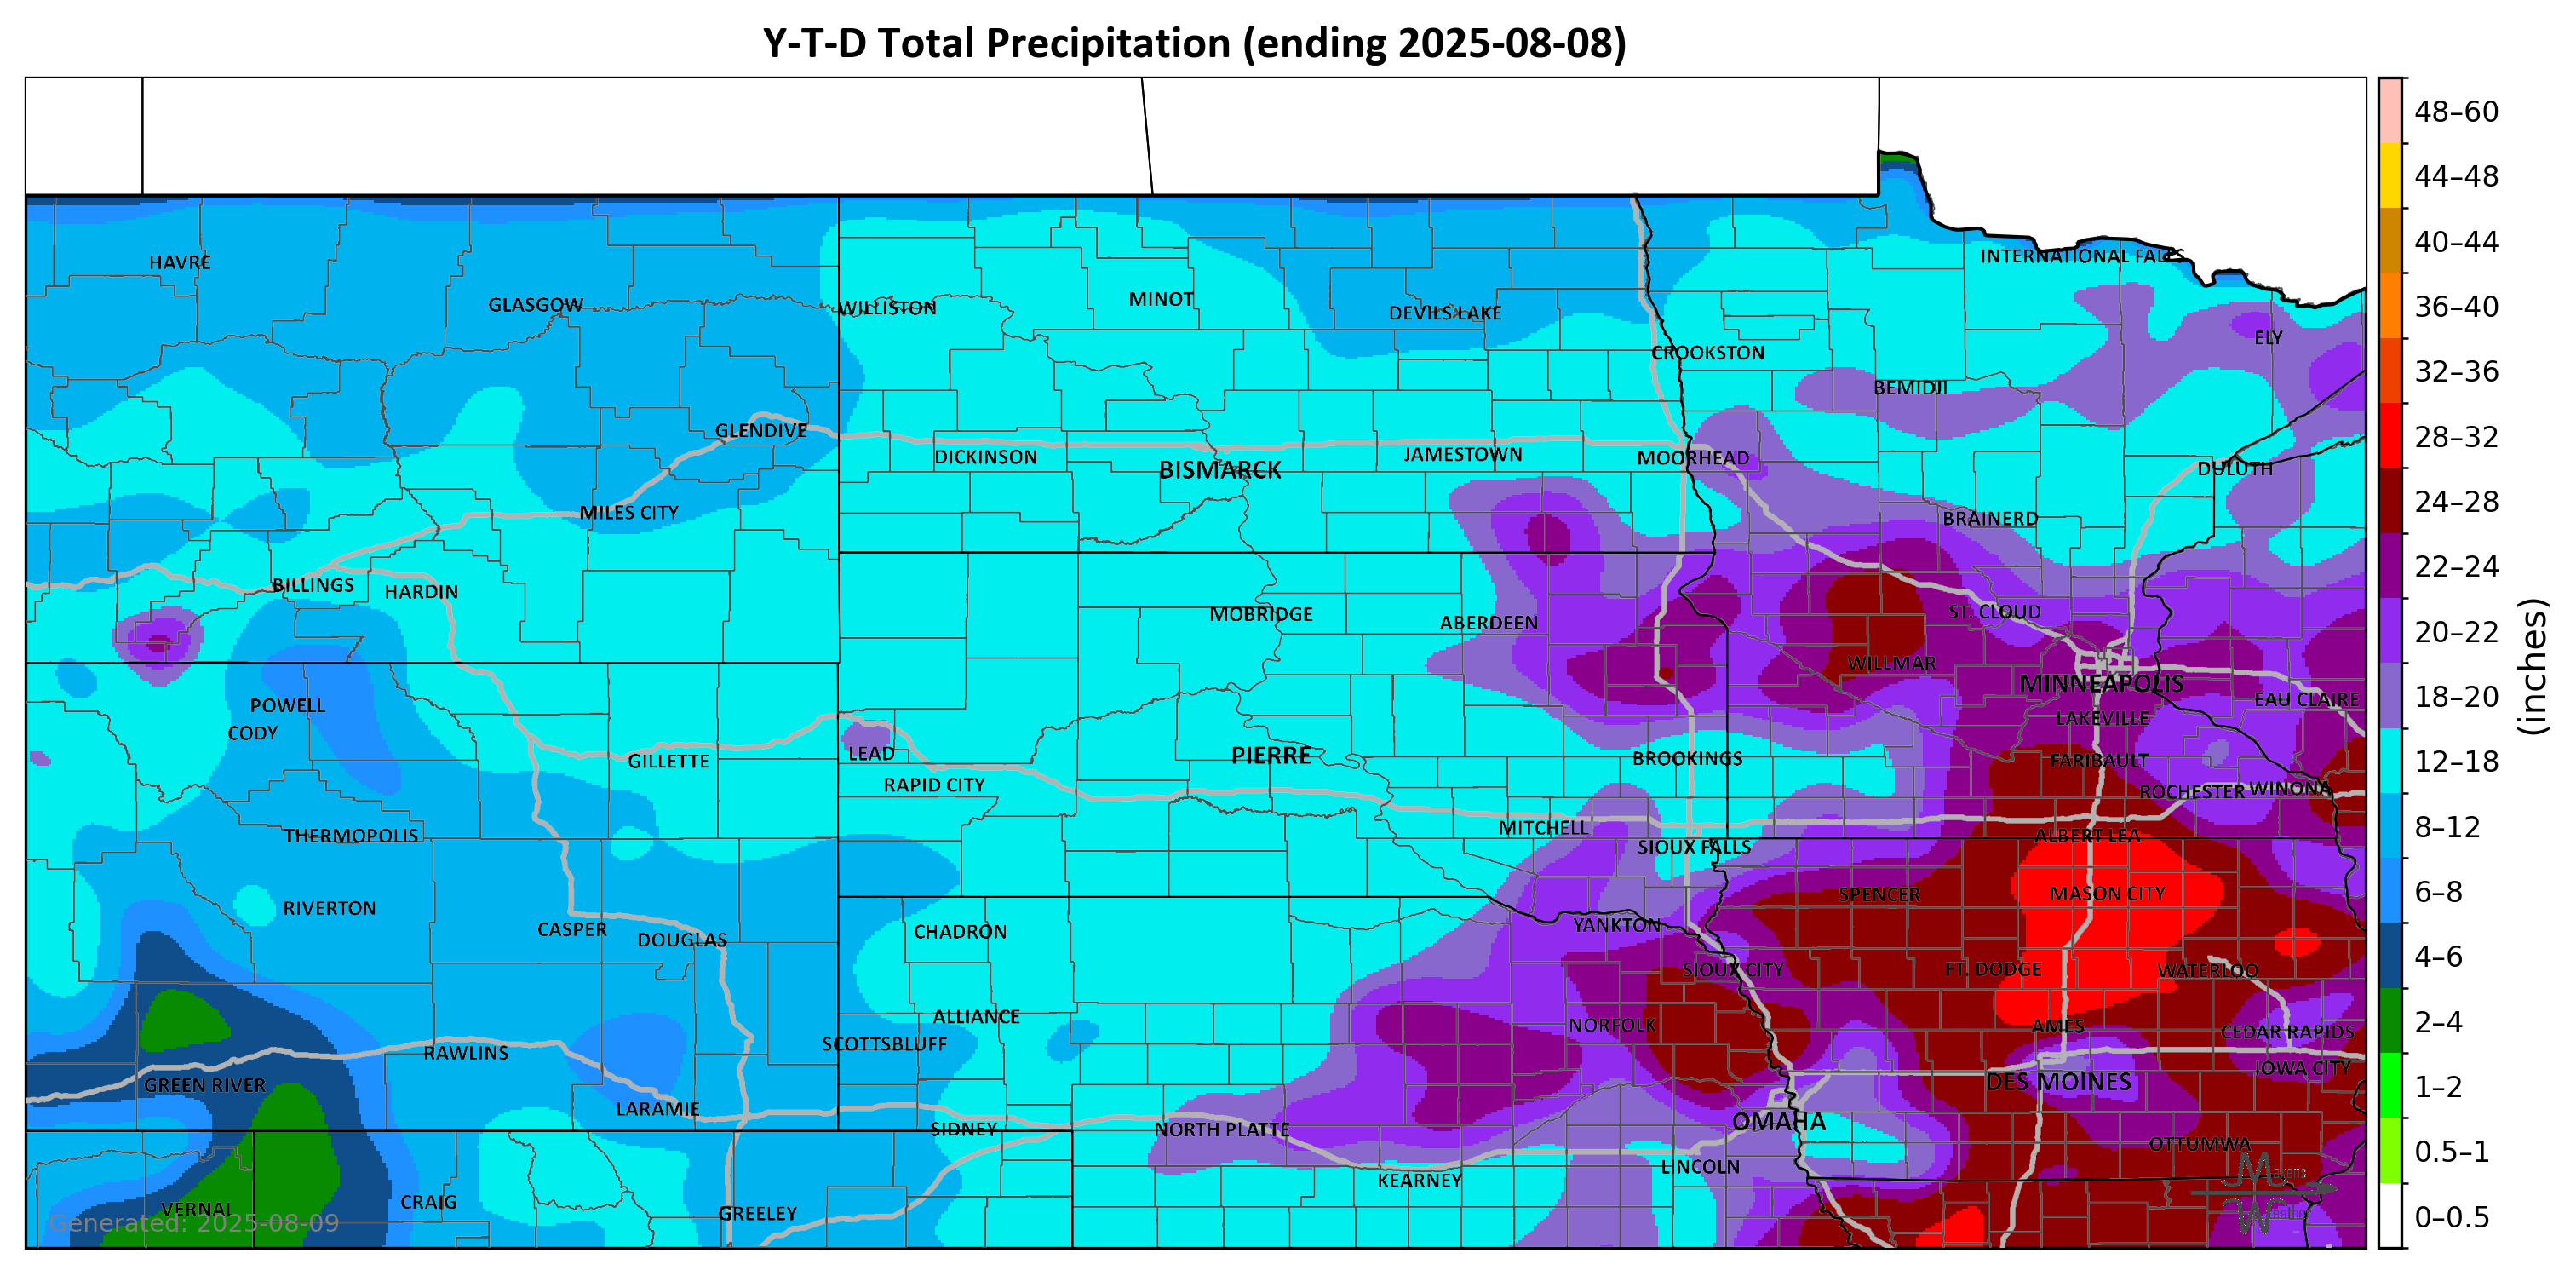 Y-T-D Total Precipitation (ending 2025-08-08)
48–60
44–48
40–44
36–40
32–36
28–32
24–28
22–24
20–22
18–20
12–18
8–12
6–8
4–6
2–4
1–2
0.5–1
0–0.5
(inches)
HAVRE
INTERNATIONAL FALLS
GLASGOW
WILLISTON
MINOT
DEVILS LAKE
ELY
CROOKSTON
BEMIDJI
GLENDIVE
DICKINSON
BISMARCK
JAMESTOWN
MOORHEAD
DULUTH
MILES CITY
BRAINERD
BILLINGS
HARDIN
MOBRIDGE
ABERDEEN
ST. CLOUD
WILLMAR
MINNEAPOLIS
POWELL
EAU CLAIRE
CODY
LAKEVILLE
LEAD
GILLETTE
PIERRE
BROOKINGS
FARIBAULT
RAPID CITY
ROCHESTER
WINONA
THERMOPOLIS
MITCHELL
ALBERT LEA
SIOUX FALLS
RIVERTON
SPENCER
MASON CITY
CASPER
DOUGLAS
CHADRON
YANKTON
SIOUX CITY
FT. DODGE
WATERLOO
ALLIANCE
NORFOLK
AMES
CEDAR RAPIDS
SCOTTSBLUFF
RAWLINS
GREEN RIVER
IOWA CITY
DES MOINES
LARAMIE
SIDNEY
NORTH PLATTE
OMAHA
OTTUMWA
LINCOLN
KEARNEY
VERNAL
CRAIG
GREELEY
Generated: 2025-08-09